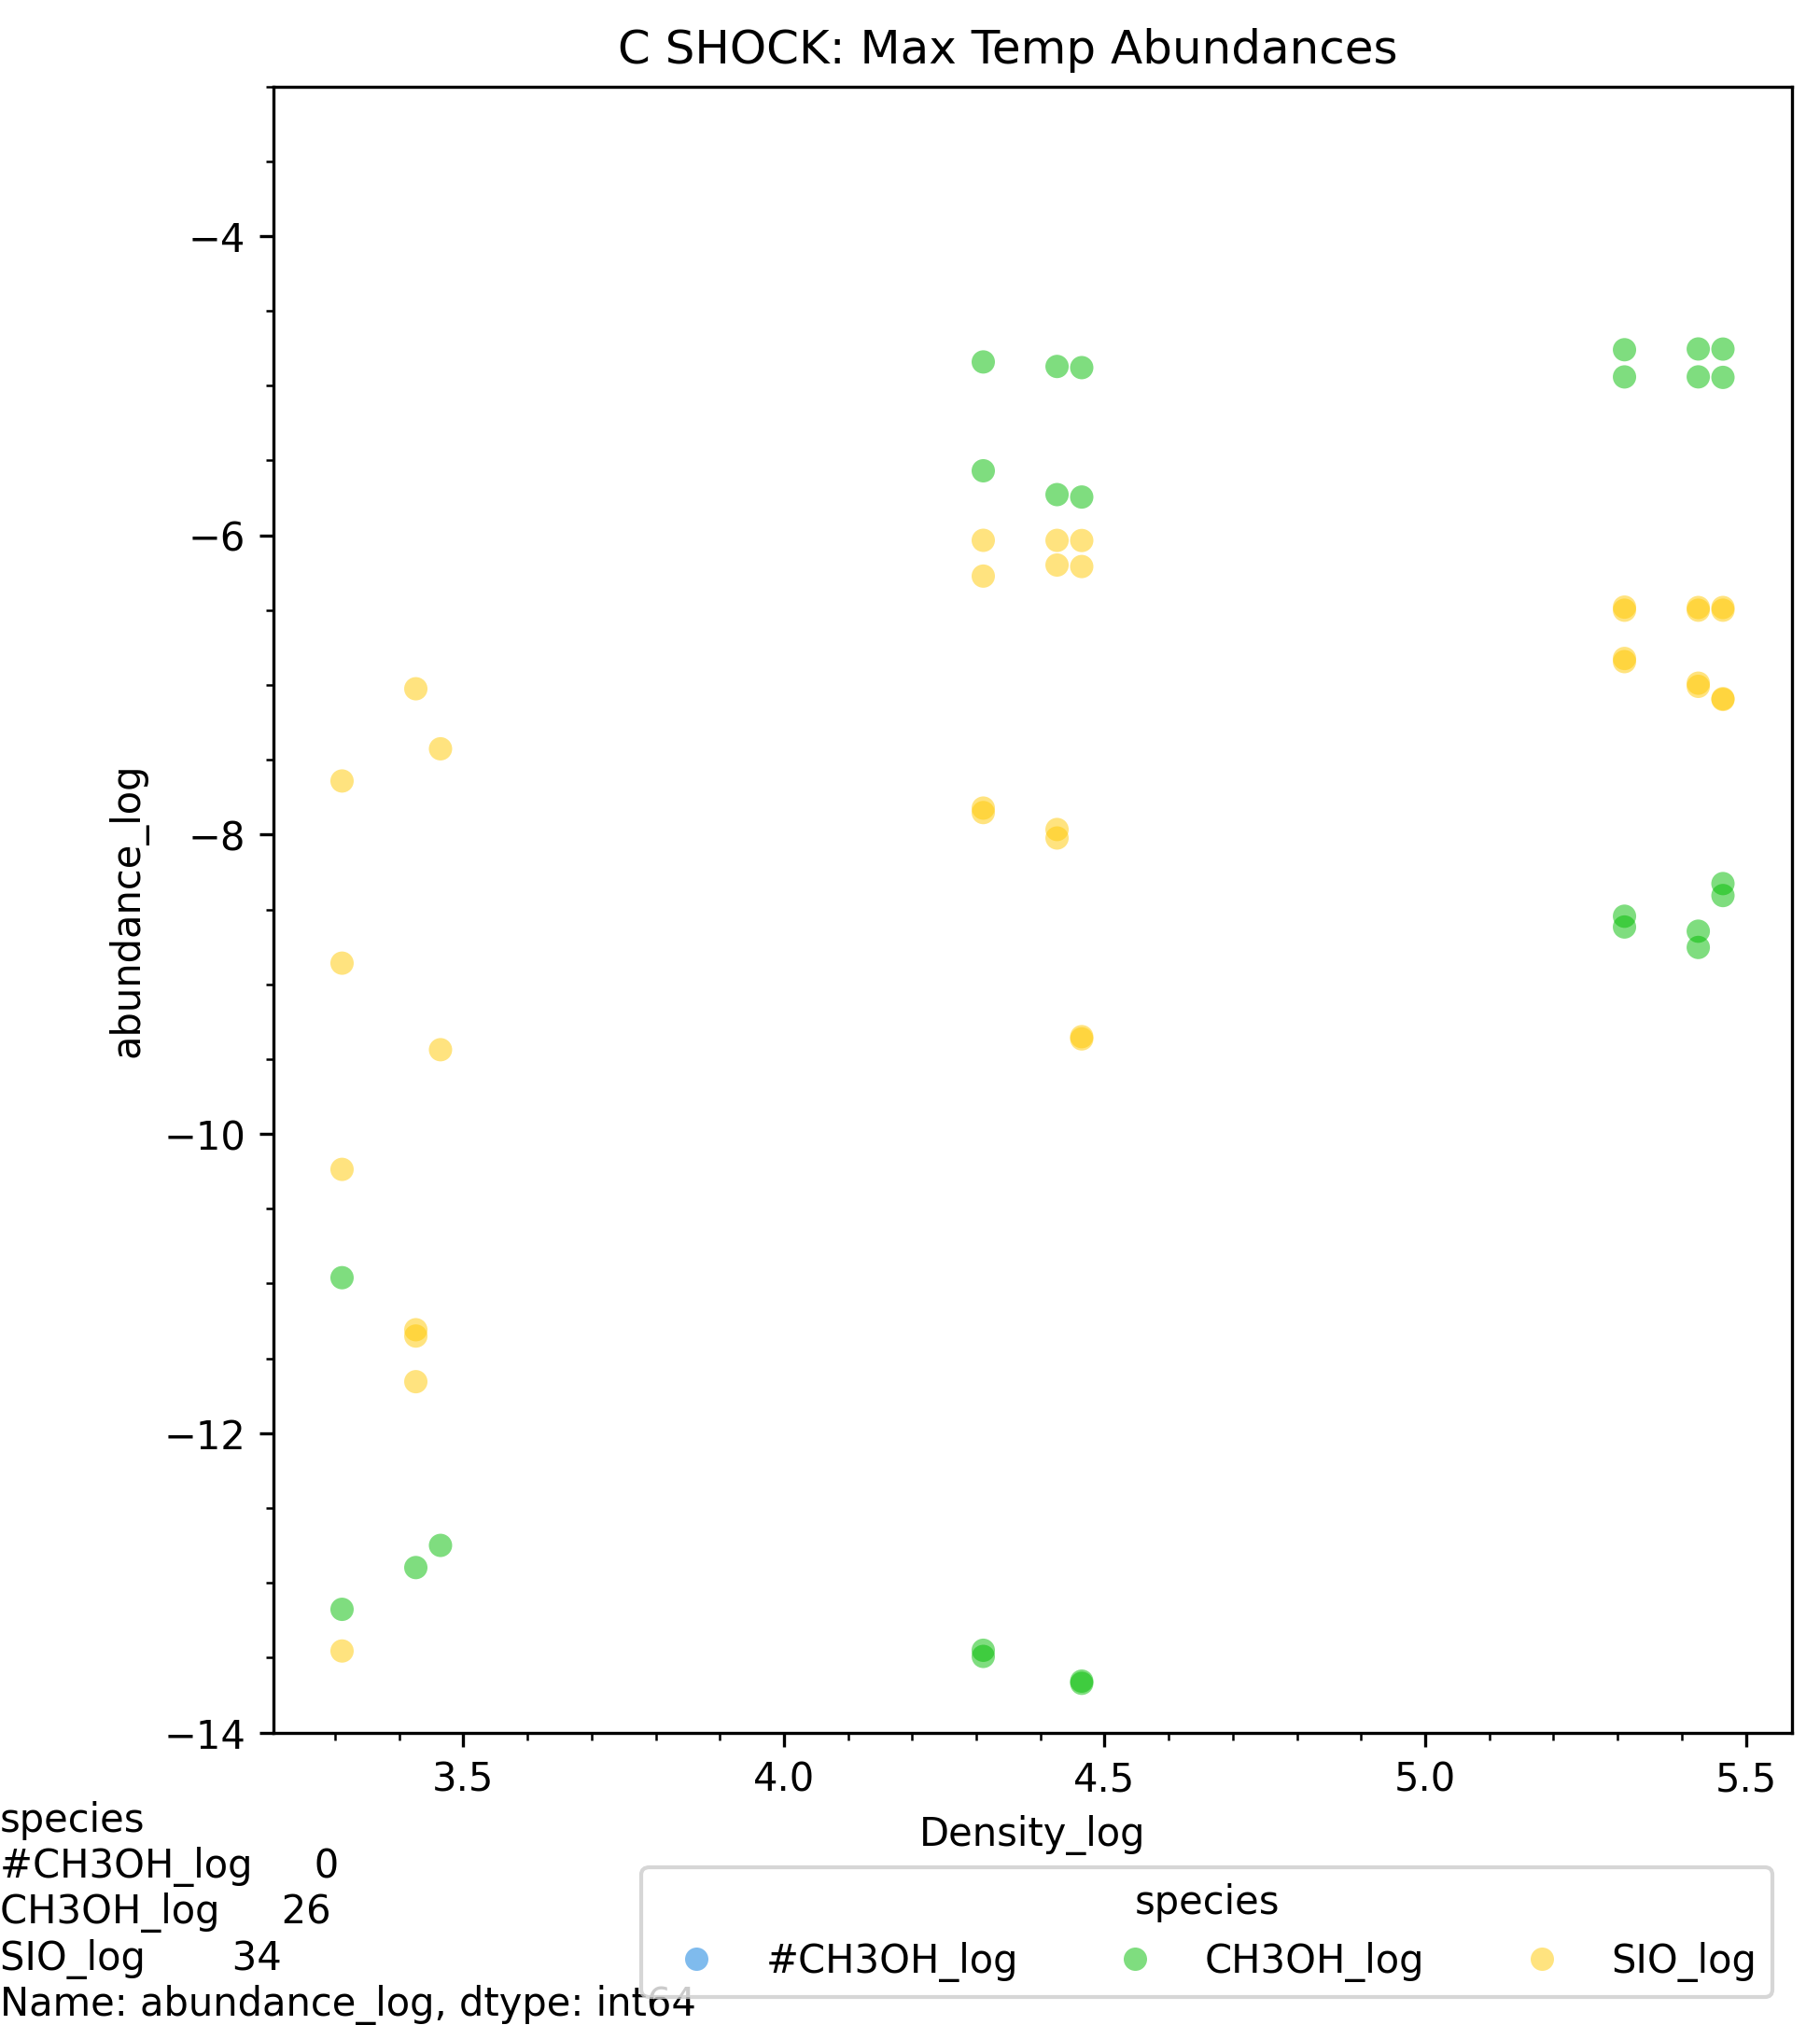 C SHOCK: Max Temp Abundances
−4
−6
−8
−10
−12
−14
abundance_log
3.5 4.0 4.5 5.0 5.5
Density_log
species
#CH3OH_log 0
CH3OH_log 26
SIO_log 34
Name: abundance_log, dtype: int64
species
#CH3OH_log CH3OH_log SIO_log